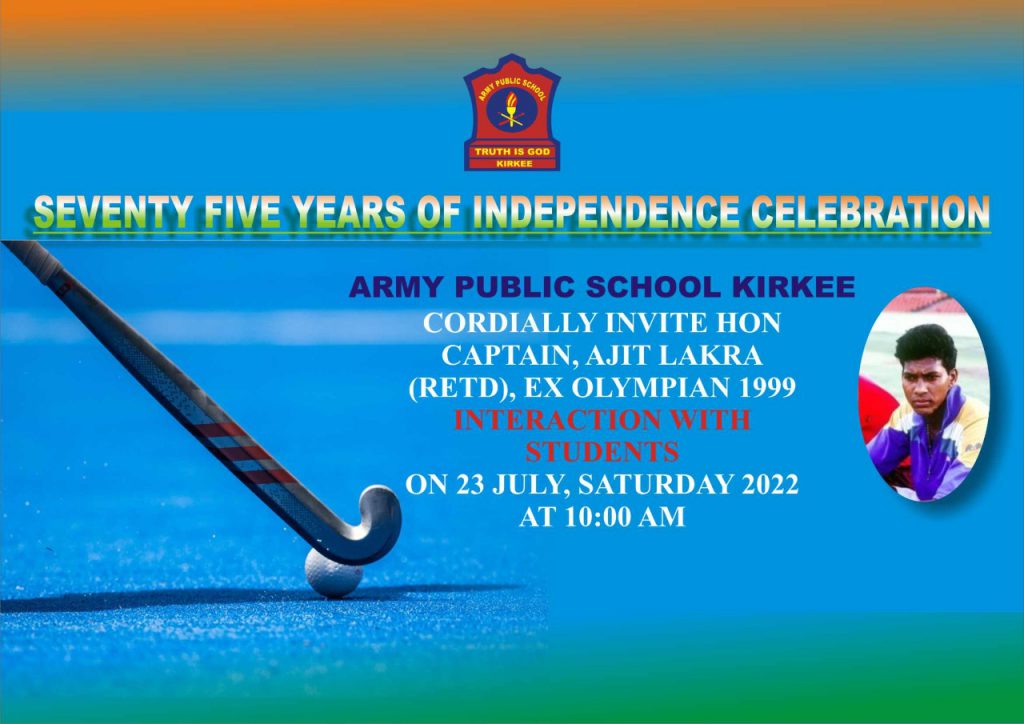 ARMY PUBLIC SCHOOL
TRUTH IS GOD
KIRKEE
SEVENTY FIVE YEARS OF INDEPENDENCE CELEBRATION
ARMY PUBLIC SCHOOL KIRKEE
CORDIALLY INVITE HON
CAPTAIN, AJIT LAKRA
(RETD), EX OLYMPIAN 1999
INTERACTION WITH
STUDENTS
ON 23 JULY, SATURDAY 2022
AT 10:00 AM